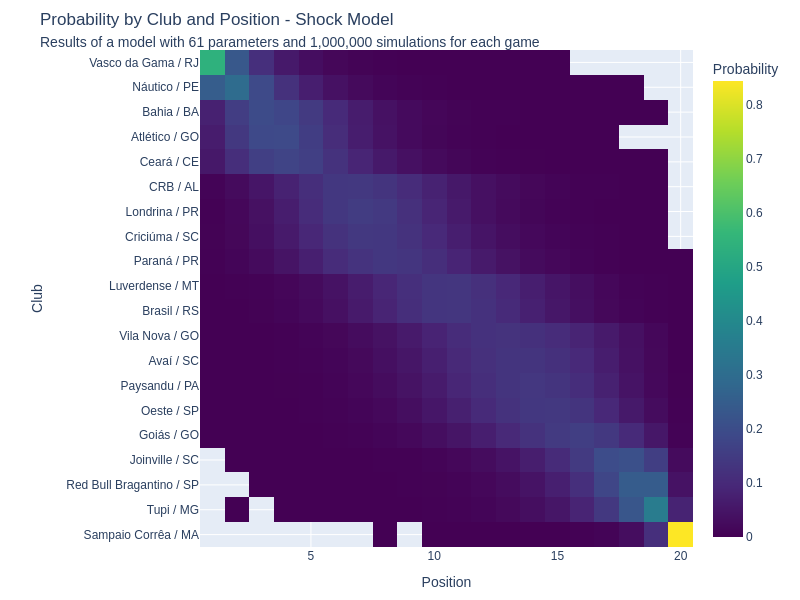 Probability by Club and Position - Shock Model
Results of a model with 61 parameters and 1,000,000 simulations for each game
Probability
Vasco da Gama / RJ
Náutico / PE
Bahia / BA
Atlético / GO
Ceará / CE
CRB / AL
Londrina / PR
Criciúma / SC
Paraná / PR
Luverdense / MT
Brasil / RS
Vila Nova / GO
Avaí / SC
Paysandu / PA
Oeste / SP
Goiás / GO
Joinville / SC
Red Bull Bragantino / SP
Tupi / MG
Sampaio Corrêa / MA
Club
5
10
15
20
Position
0.8
0.7
0.6
0.5
0.4
0.3
0.2
0.1
0